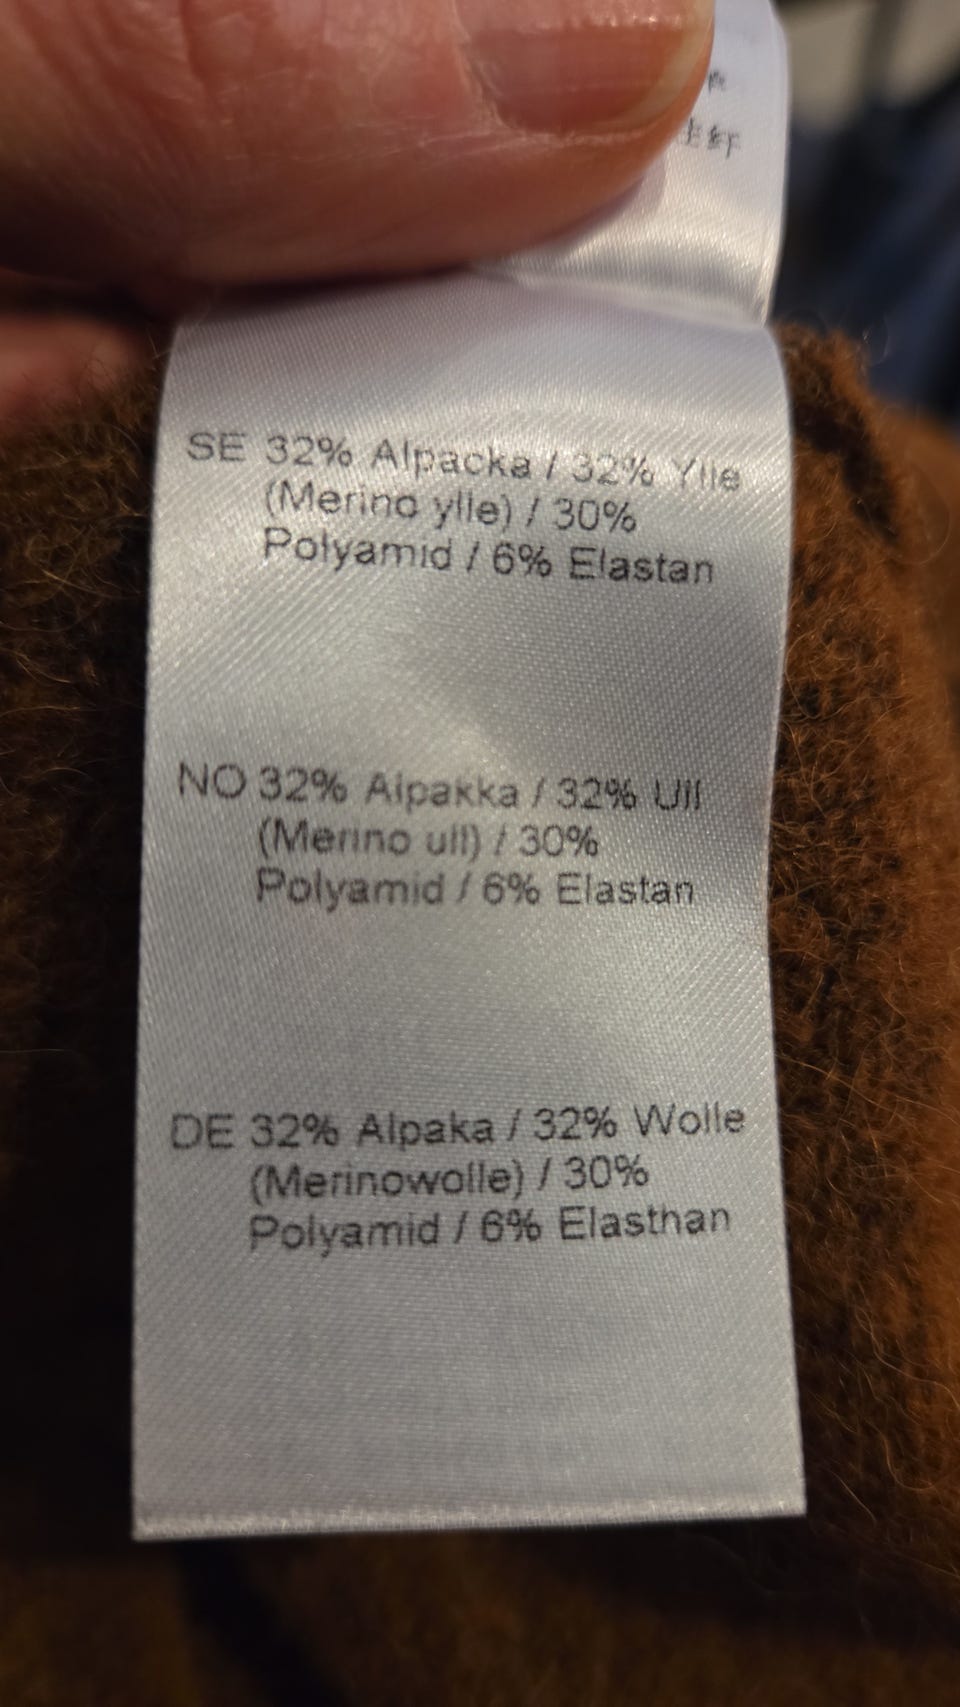 SE 32% Alpacka / 32% Ylle
(Merino ylle) / 30%
Polyamid / 6% Elastan
NO 32% Alpakka / 32% Ull
(Merino ull) / 30%
Polyamid / 6% Elastan
DE 32% Alpaka / 32% Wolle
(Merinowolle) / 30%
Polyamid / 6% Elasthan